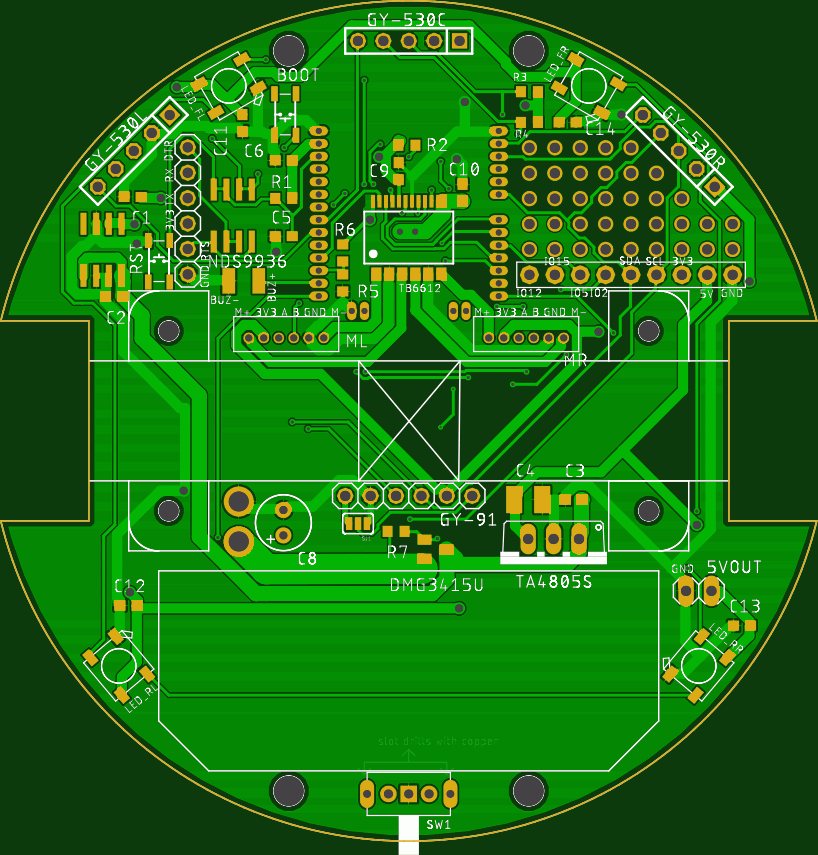 GY-530C
LED_FL
BOOT
R3
LED_FR
GY-530L
C11
C6
R4
C14
GY-530R
DTR
RX
TX
3V3
GND
RTS
R1
R2
C9
C10
C1
C5
R6
RST
NDS9936
BUZ-
BUZ+
TB6612
IO15
SDA SCL 3V3
IO12
IO5
IO2
5V GND
R5
C2
M+ 3V3 A B GND M-
ML
M+ 3V3 A B GND M-
MR
C4
C3
GY-91
C8
R7
DMG3415U
TA4805S
GND
5VOUT
C12
C13
LED_RL
LED_RR
slot drills with copper
SW1